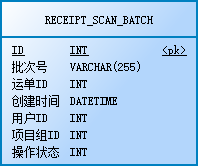 RECEIPT_SCAN_BATCH
ID INT <pk>
批次号 VARCHAR(255)
运单ID INT
创建时间 DATETIME
用户ID INT
项目组ID INT
操作状态 INT